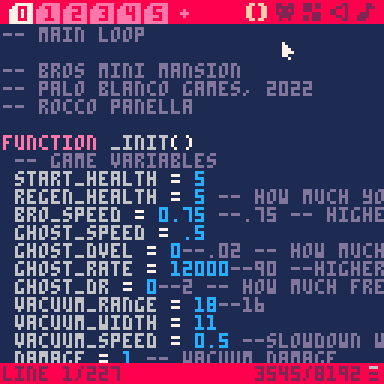 0 1 2 3 4 5 +
-- MAIN LOOP
-- BROS MINI MANSION
-- PALO BLANCO GAMES, 2022
-- ROCCO PANELLA
FUNCTION _INIT()
-- GAME VARIABLES
START_HEALTH = 5
REGEN_HEALTH = 5 -- HOW MUCH YO
BRO_SPEED = 0.75 --.75 -- HIGHE
GHOST_SPEED = .5
GHOST_DVEL = 0--.02 -- HOW MUCH
GHOST_RATE = 12000--90 --HIGHER
GHOST_DR = 0--2 -- HOW MUCH FRE
VACUUM_RANGE = 18--16
VACUUM_WIDTH = 11
VACUUM_SPEED = 0.5 --SLOWDOWN W
DAMAGE = 1 -- VACUUM DAMAGE
LINE 1/227 3545/8192